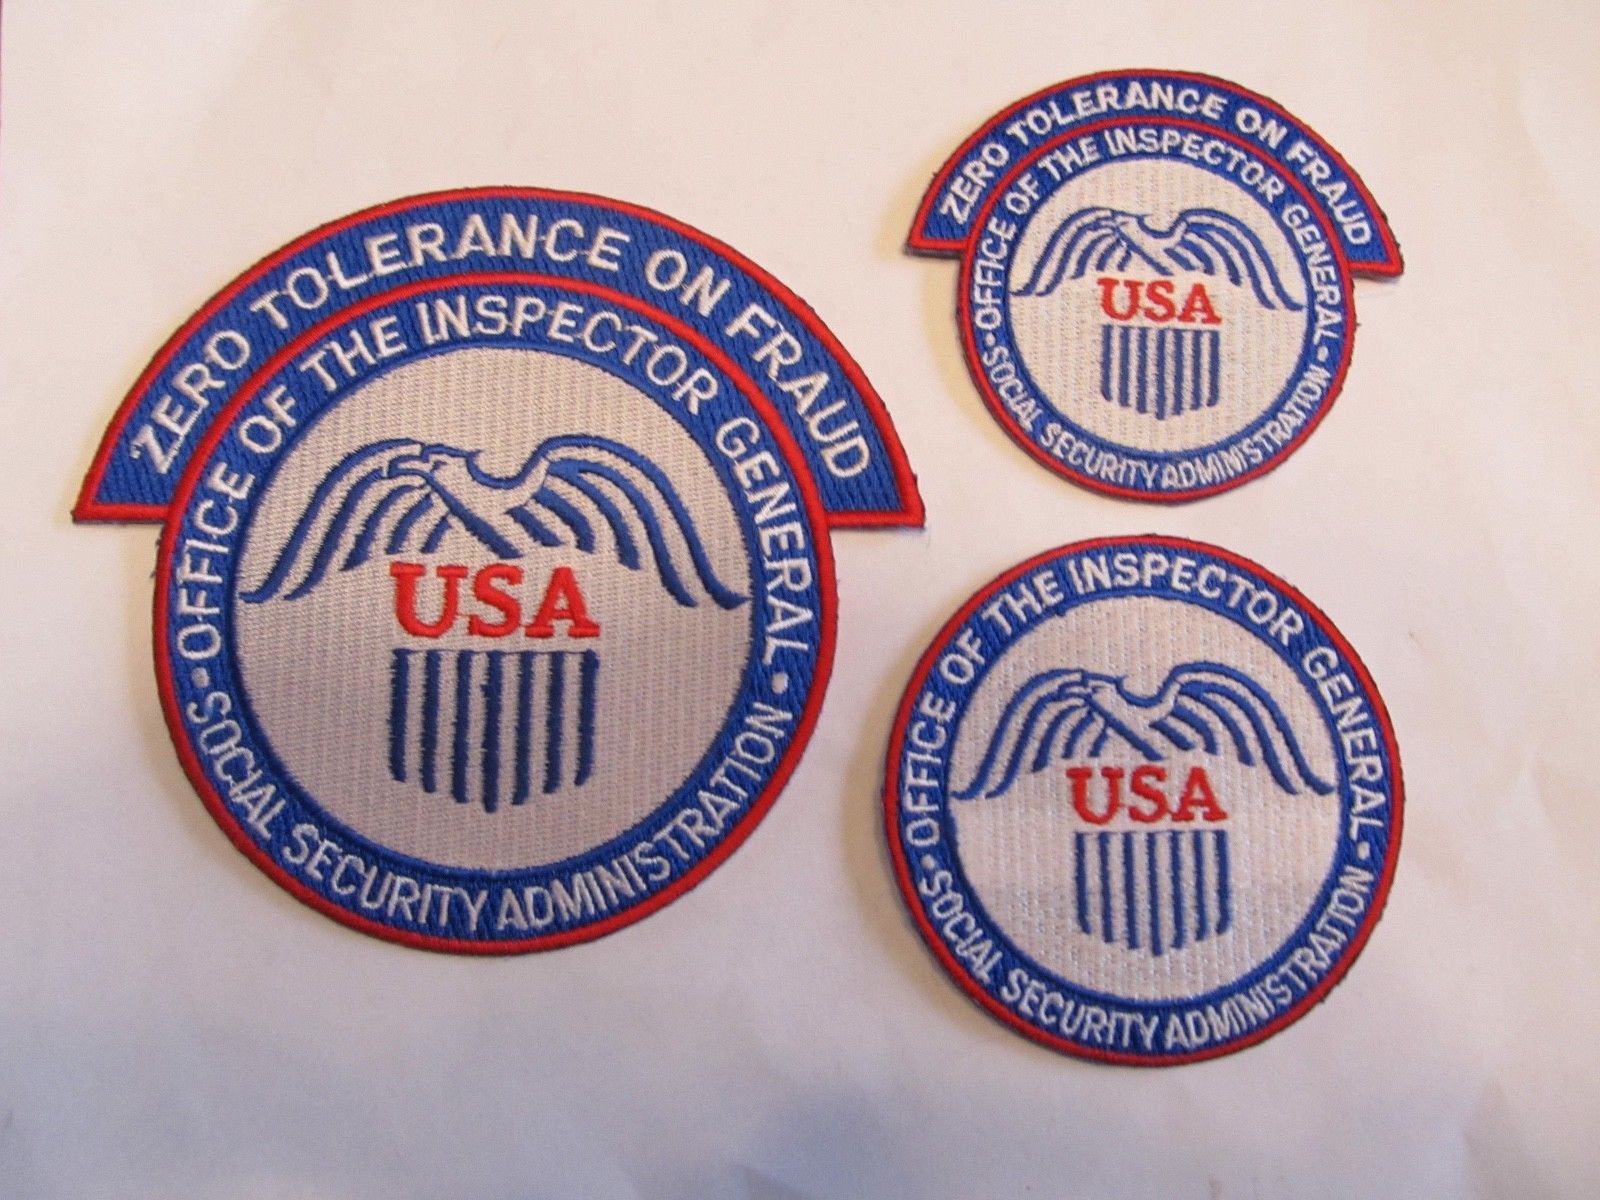 ZERO TOLERANCE ON FRAUD
OFFICE OF THE INSPECTOR GENERAL
USA
• SOCIAL SECURITY ADMINISTRATION •
ZERO TOLERANCE ON FRAUD
OFFICE OF THE INSPECTOR GENERAL
USA
• SOCIAL SECURITY ADMINISTRATION •
OFFICE OF THE INSPECTOR GENERAL
USA
• SOCIAL SECURITY ADMINISTRATION •